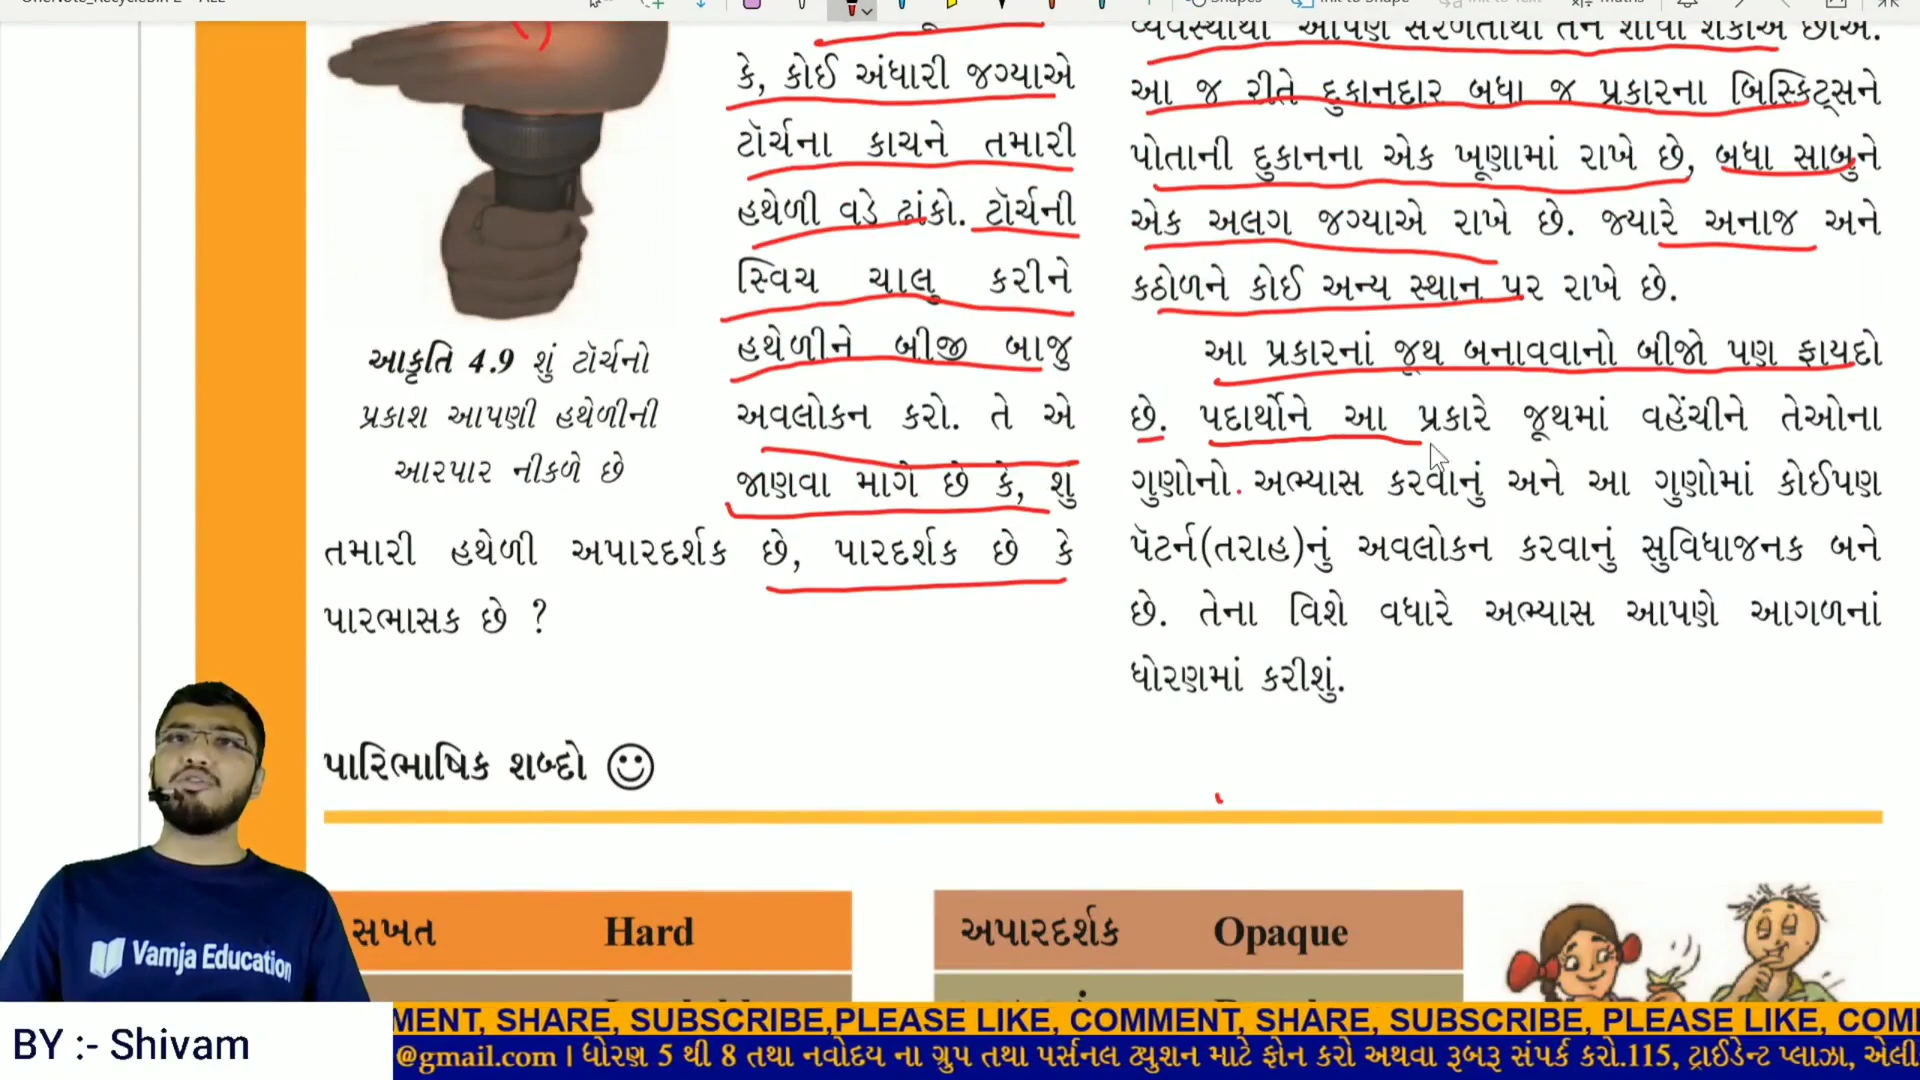 વ્યવસ્થાથી આપણે સરળતાથી તેને શોધી શકીએ છીએ.
કે, કોઈ અંધારી જગ્યાએ
ટૉર્ચના કાચને તમારી
હથેળી વડે ઢાંકો. ટૉર્ચની
સ્વિચ ચાલુ કરીને
હથેળીને બીજી બાજુ
અવલોકન કરો. તે એ
જાણવા માગે છે કે, શું
તમારી હથેળી અપારદર્શક છે, પારદર્શક છે કે
પારભાસક છે ?
આકૃતિ 4.9 શું ટૉર્ચનો
પ્રકાશ આપણી હથેળીની
આરપાર નીકળે છે
આ જ રીતે દુકાનદાર બધા જ પ્રકારના બિસ્કિટ્સને
પોતાની દુકાનના એક ખૂણામાં રાખે છે, બધા સાબુને
એક અલગ જગ્યાએ રાખે છે. જ્યારે અનાજ અને
કઠોળને કોઈ અન્ય સ્થાન પર રાખે છે.
આ પ્રકારનાં જૂથ બનાવવાનો બીજો પણ ફાયદો
છે. પદાર્થોને આ પ્રકારે જૂથમાં વહેંચીને તેઓના
ગુણોનો અભ્યાસ કરવાનું અને આ ગુણોમાં કોઈપણ
પૅટર્ન(તરાહ)નું અવલોકન કરવાનું સુવિધાજનક બને
છે. તેના વિશે વધારે અભ્યાસ આપણે આગળનાં
ધોરણમાં કરીશું.
પારિભાષિક શબ્દો
સખત Hard
અપારદર્શક Opaque
Vamja Education
BY :- Shivam
MENT, SHARE, SUBSCRIBE,PLEASE LIKE, COMMENT, SHARE, SUBSCRIBE, PLEASE LIKE, COM
@gmail.com | ધોરણ 5 થી 8 તથા નવોદય ના ગ્રુપ તથા પર્સનલ ટ્યુશન માટે ફોન કરો અથવા રૂબરૂ સંપર્ક કરો.115, ટ્રાઈડેન્ટ પ્લાઝા, એલી